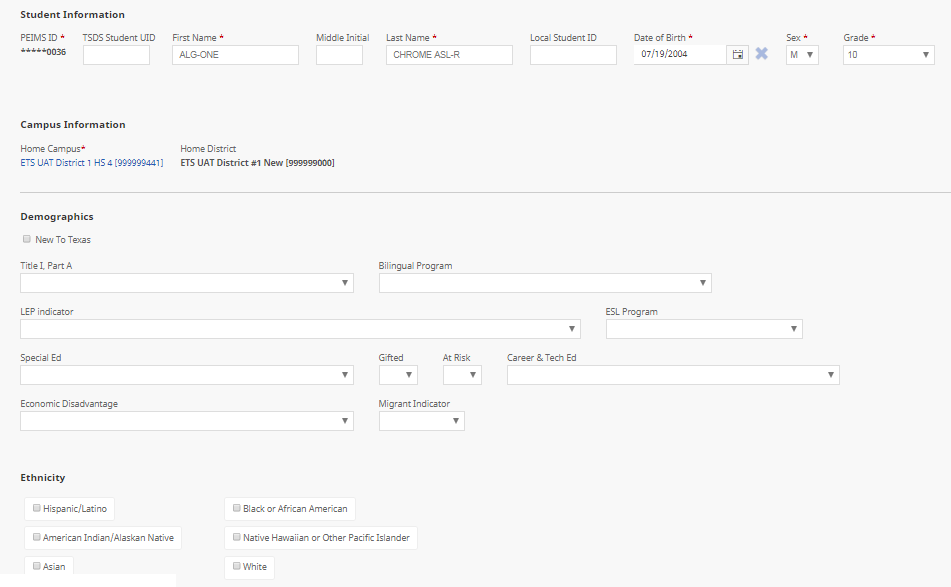 Student Information
PEIMS ID * TSDS Student UID First Name * Middle Initial Last Name * Local Student ID Date of Birth * Sex * Grade *
*****0036 ALG-ONE CHROME ASL-R 07/19/2004 M 10
Campus Information
Home Campus* Home District
ETS UAT District 1 HS 4 [999999441] ETS UAT District #1 New [999999000]
Demographics
New To Texas
Title I, Part A Bilingual Program
LEP indicator ESL Program
Special Ed Gifted At Risk Career & Tech Ed
Economic Disadvantage Migrant Indicator
Ethnicity
Hispanic/Latino Black or African American
American Indian/Alaskan Native Native Hawaiian or Other Pacific Islander
Asian White